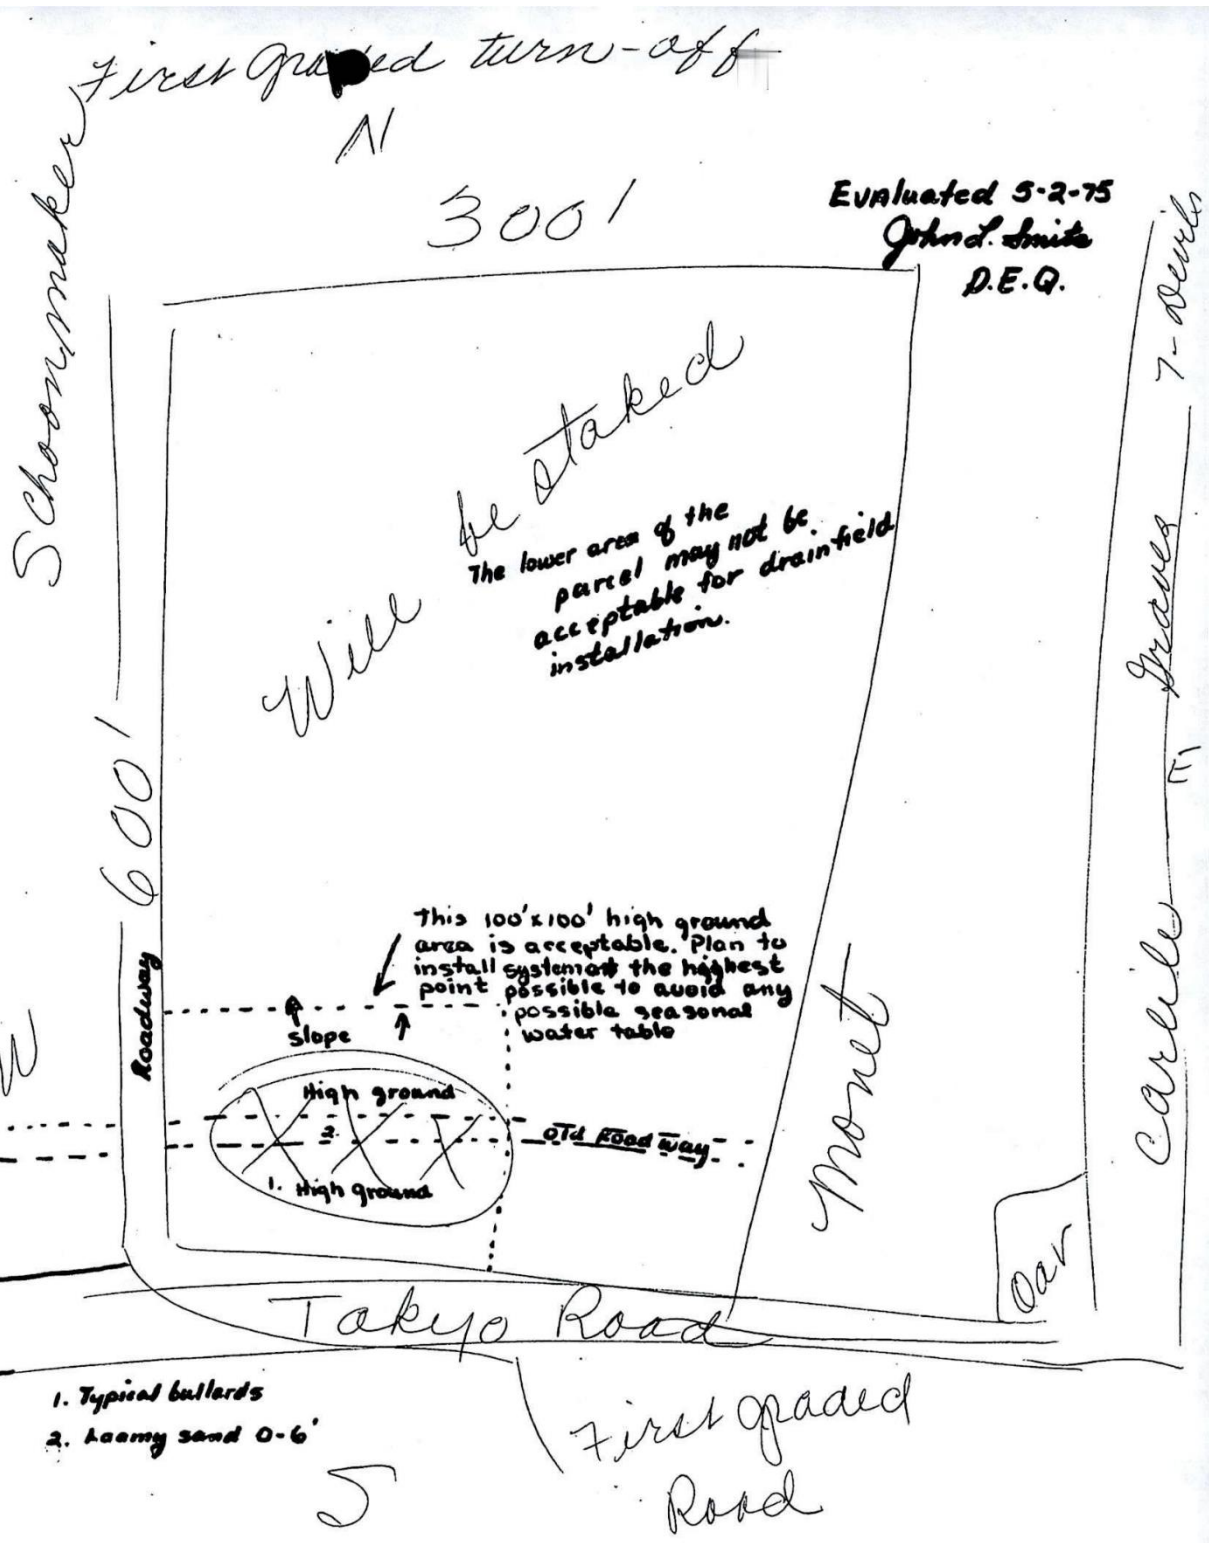 First graded turn-off
N
300'
Evaluated 5-2-75
John L. Smits
D.E.Q.
Schoonmaker
7-Devils
Will be staked
The lower area of the
parcel may not be
acceptable for drainfield
installation.
Graves
E
600'
Roadway
This 100'x100' high ground
area is acceptable. Plan to
install system at the highest
point possible to avoid any
possible seasonal
water table
slope
W
High ground
2.
old Roadway
1. High ground
Monet
Carlile
Tokyo Road
1. Typical bullards
2. Loamy sand 0-6'
First graded
Road
S